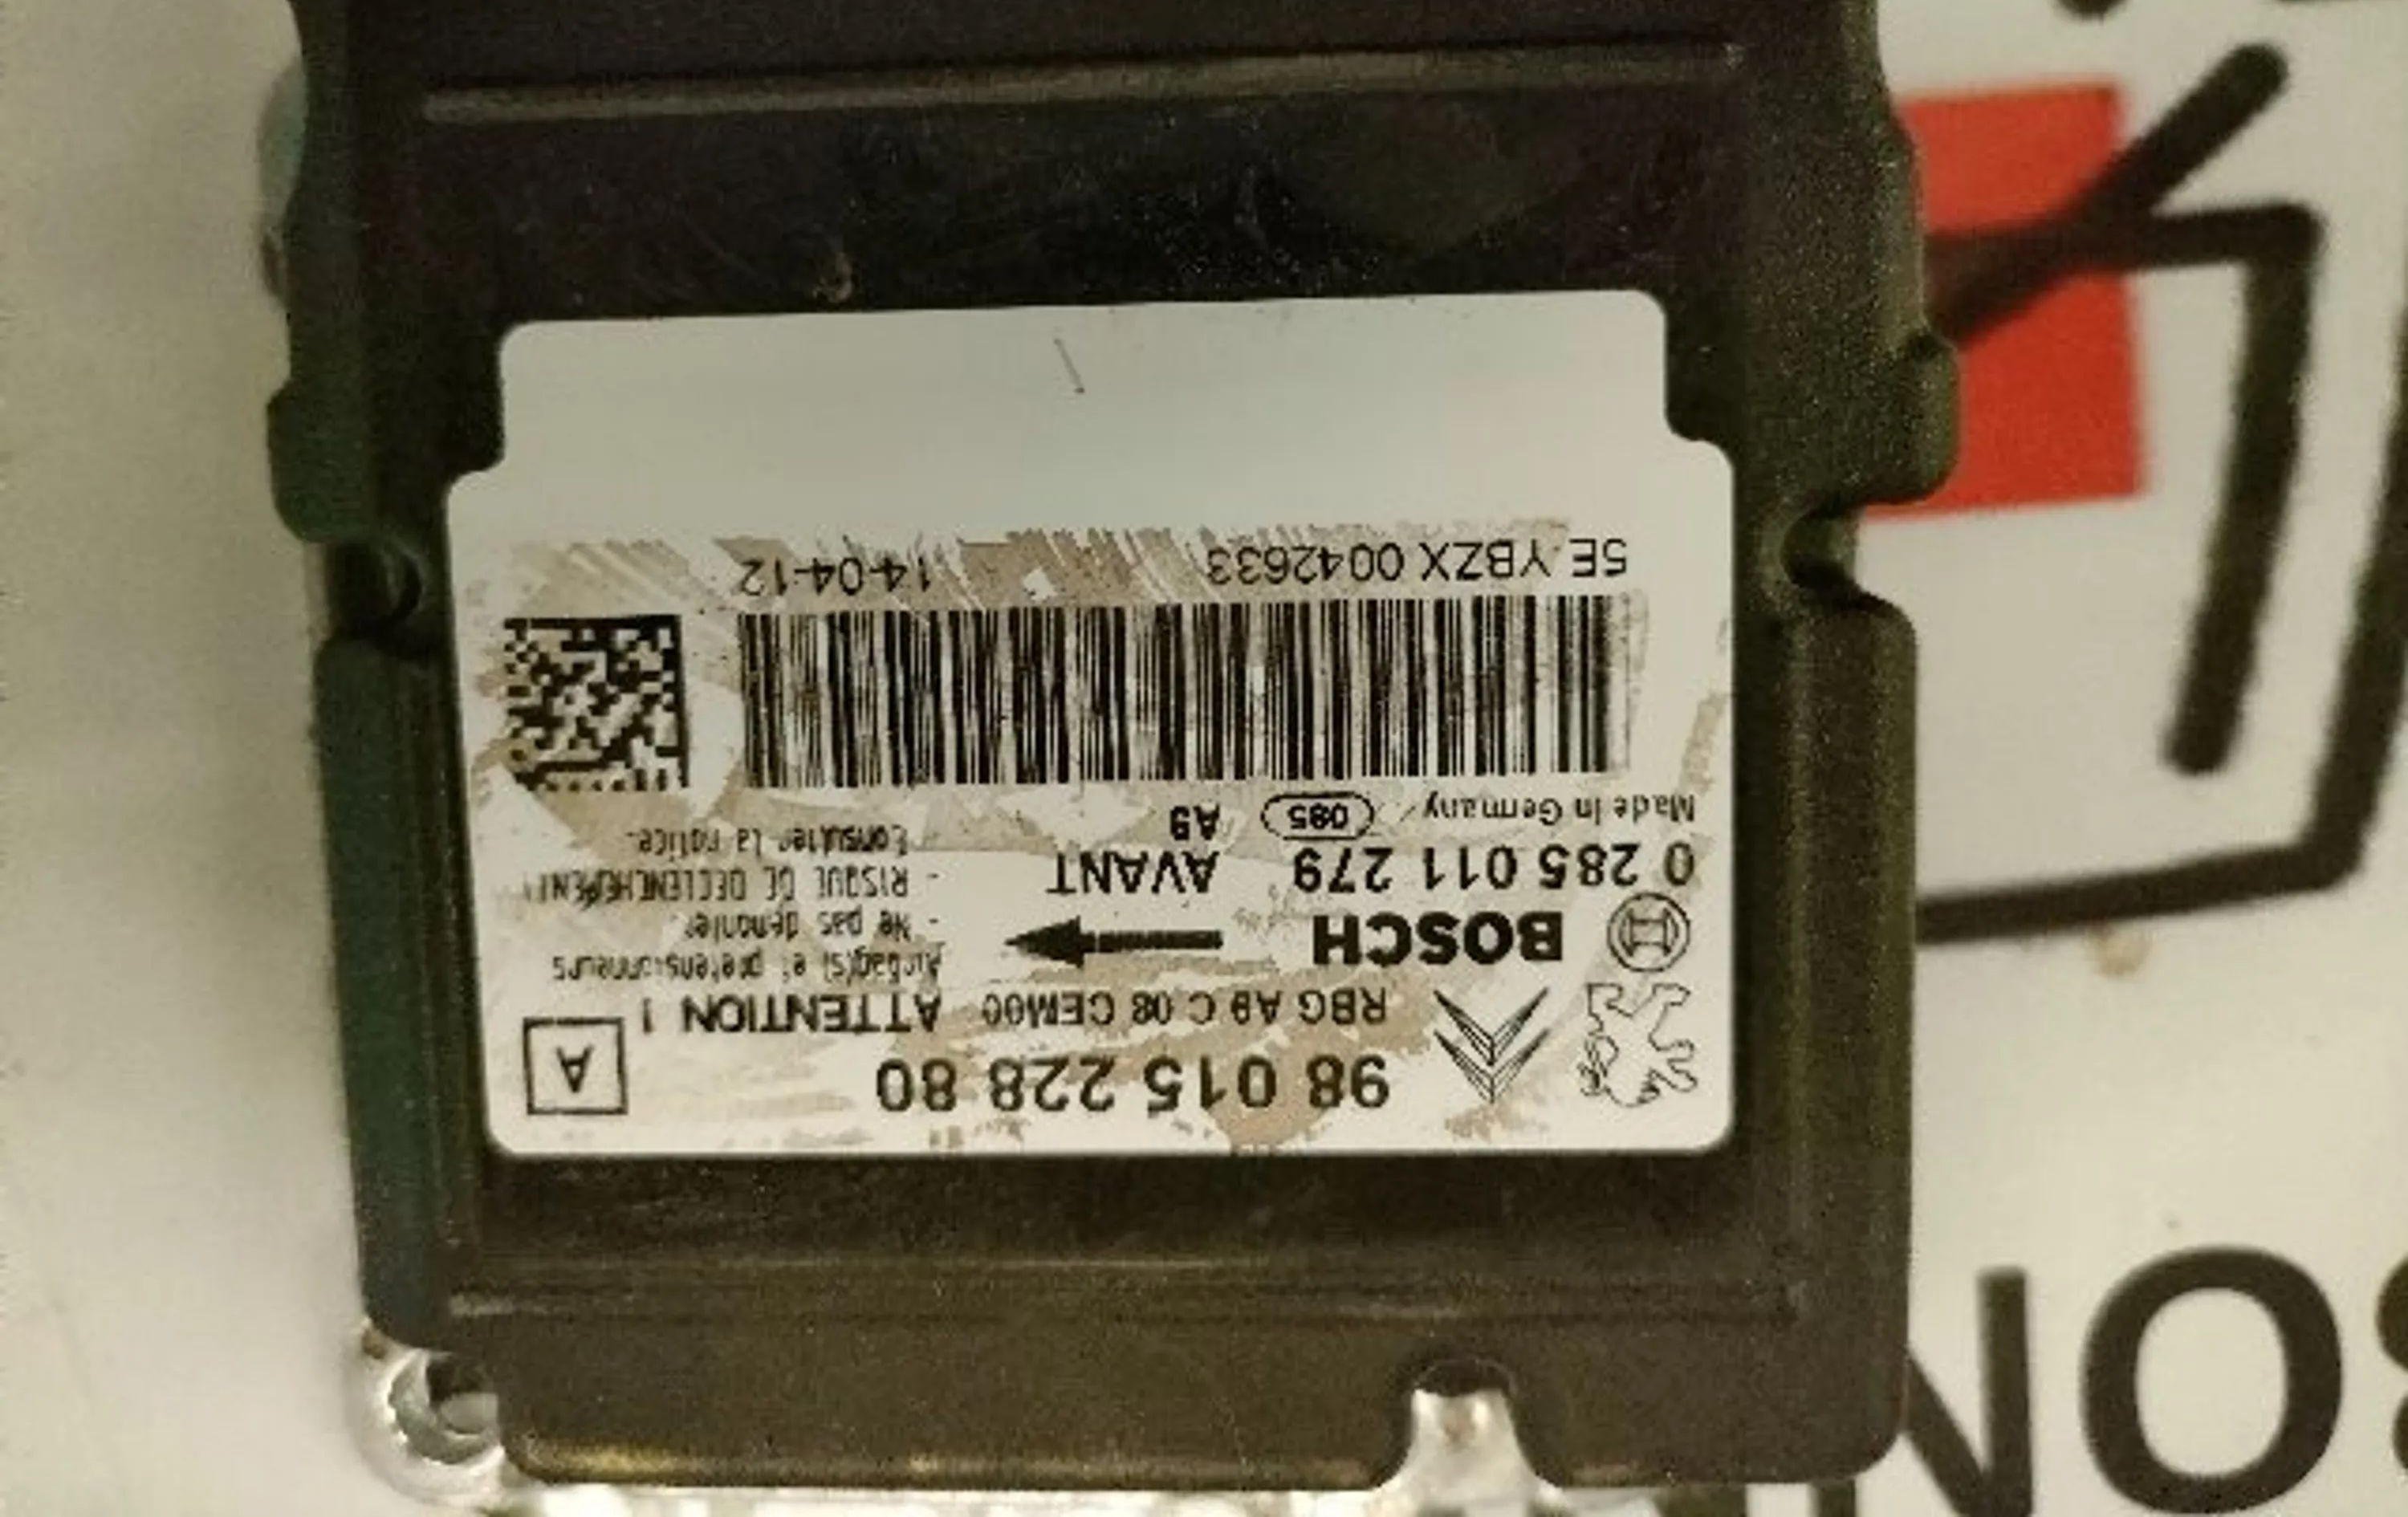 98 015 228 80
A
RBG A9 C 08 CEM00
ATTENTION !
Airbag(s) et prétensionneurs
- Ne pas démonter.
- RISQUE DE DECLENCHEMENT!
Consulter la notice.
BOSCH
0 285 011 279
AVANT
Made in Germany
085
A9
5E YBZX 0042633
14-04-12